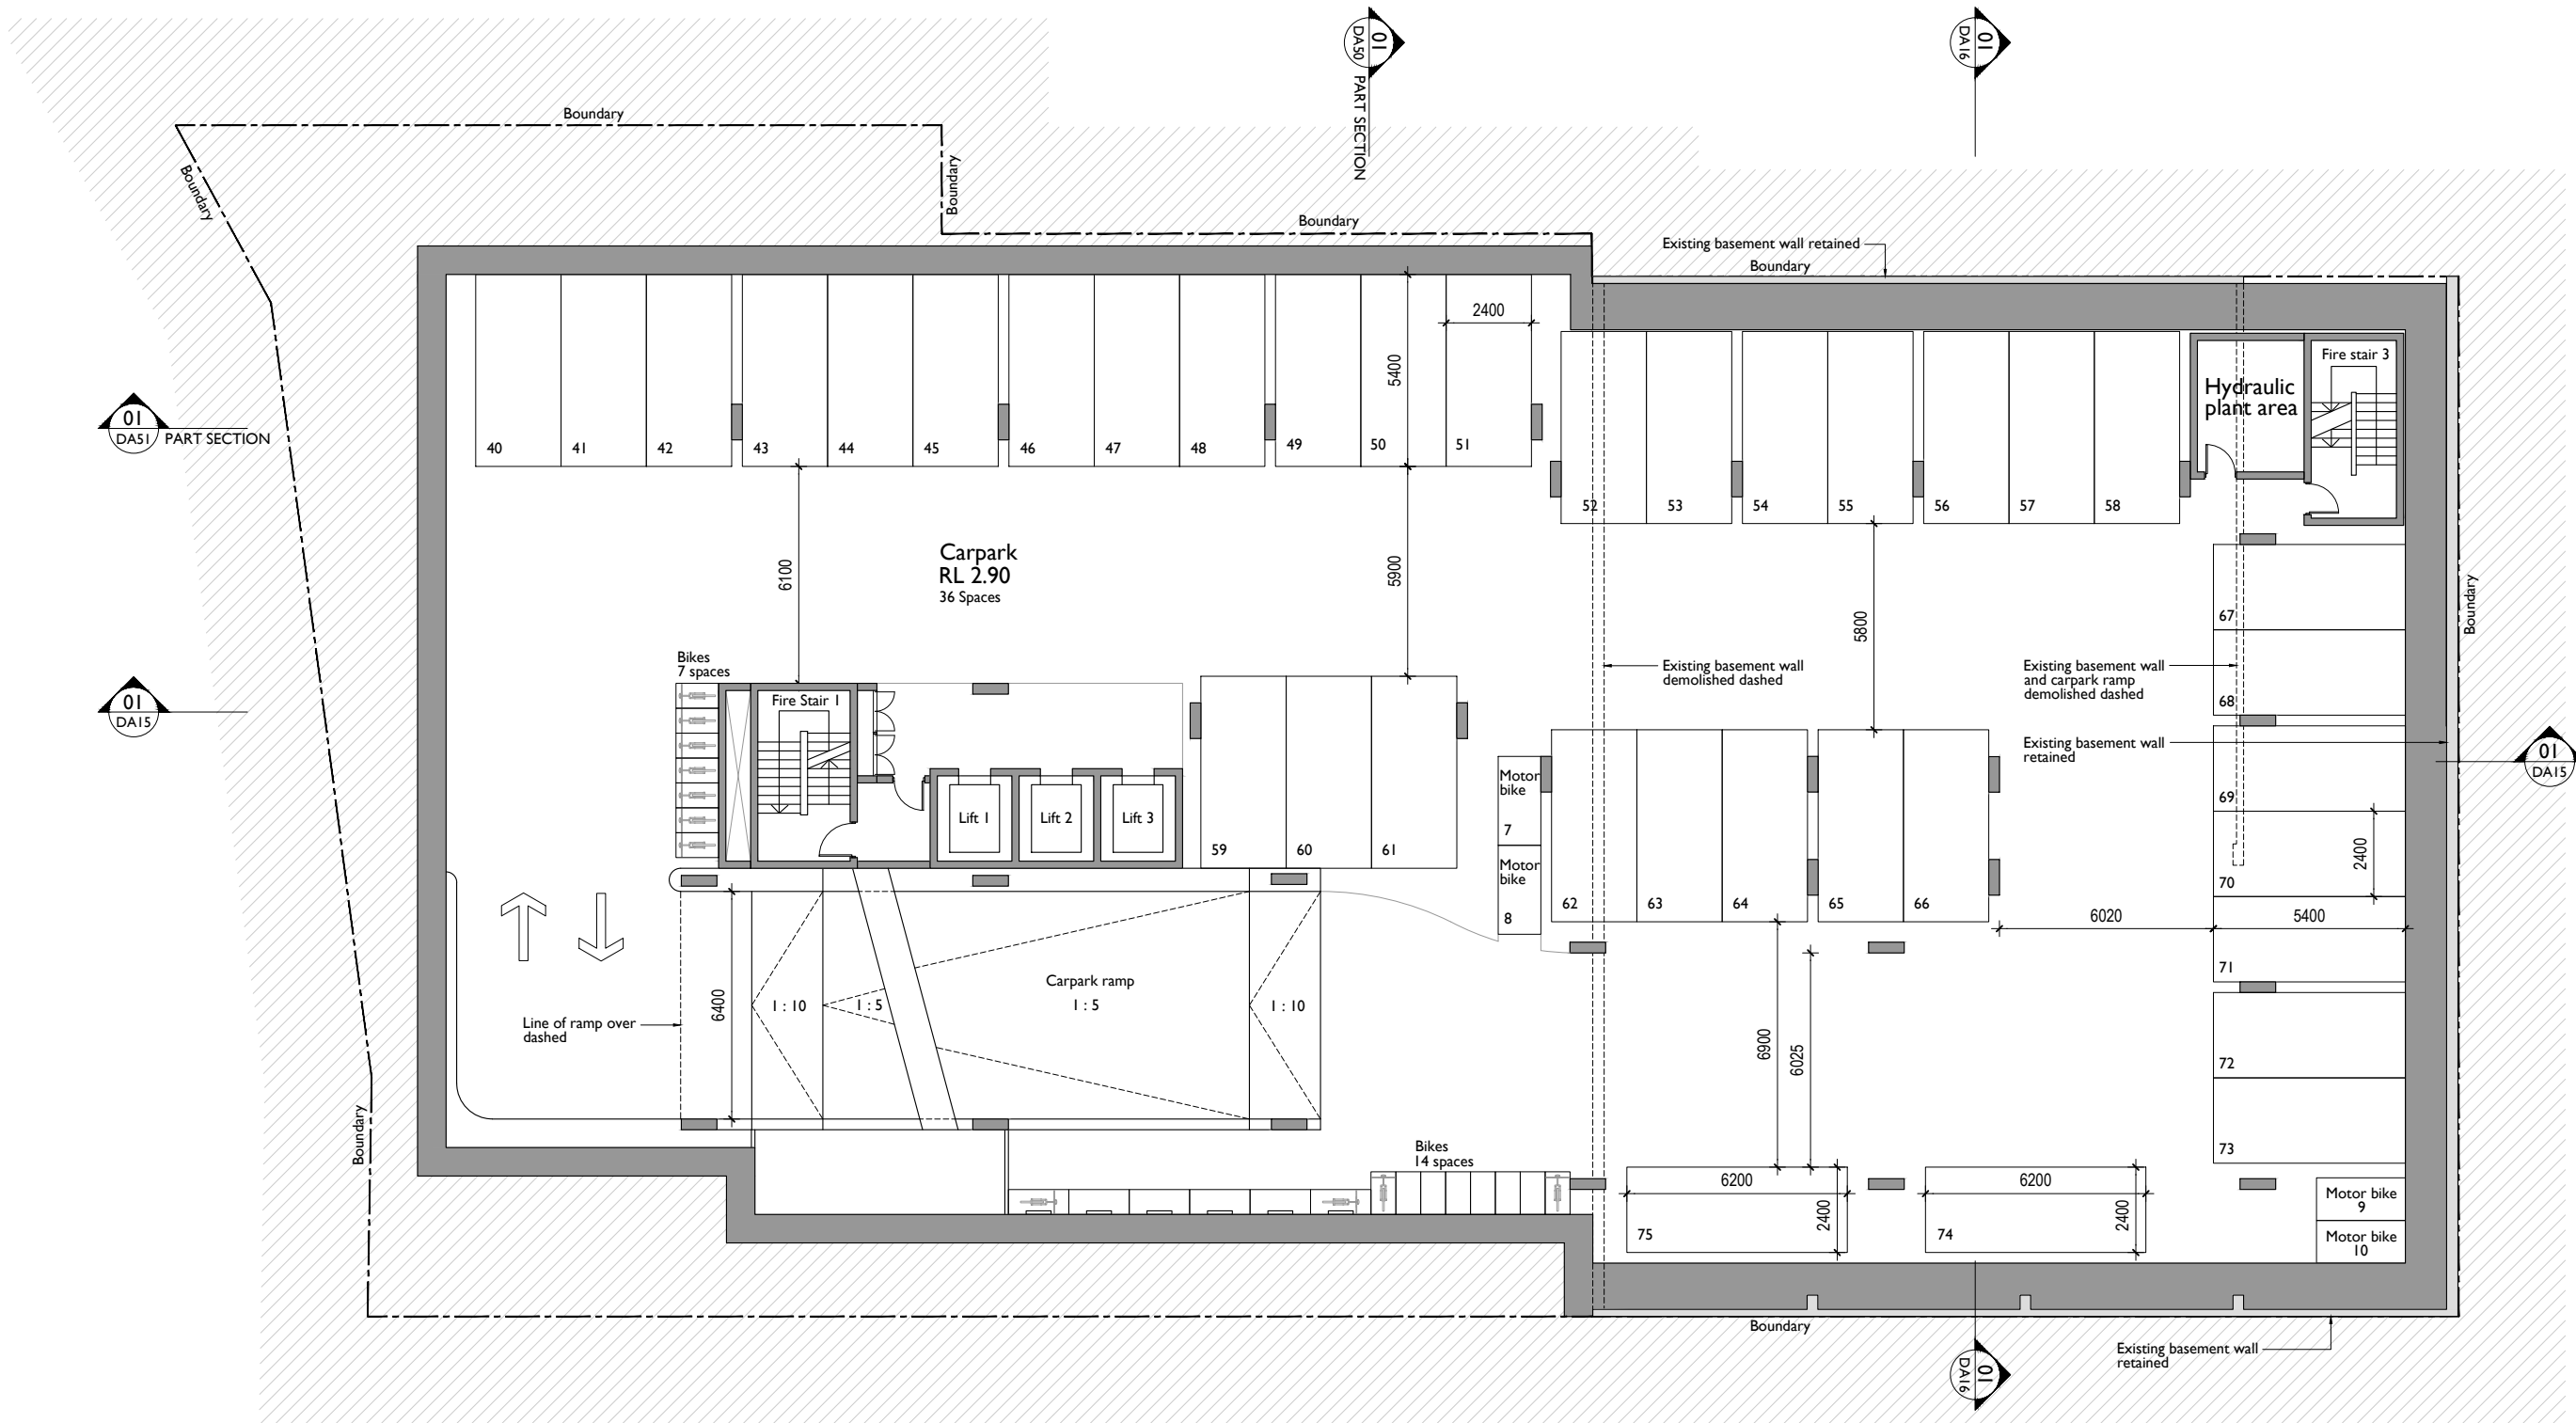 01
DA50
PART SECTION
01
DA16
Boundary
Boundary
Boundary
Boundary
Existing basement wall retained
Boundary
2400
5400
Fire stair 3
Hydraulic
plant area
01
DA51
PART SECTION
40
41
42
43
44
45
46
47
48
49
50
51
52
53
54
55
56
57
58
Carpark
RL 2.90
36 Spaces
6100
5900
5800
67
Boundary
Bikes
7 spaces
Existing basement wall
demolished dashed
Existing basement wall
and carpark ramp
demolished dashed
68
01
DA15
Fire Stair 1
Existing basement wall
retained
01
DA15
Motor
bike
7
Motor
bike
8
Lift 1
Lift 2
Lift 3
59
60
61
69
2400
70
62
63
64
65
66
6020
5400
71
Carpark ramp
1 : 10
1 : 5
1 : 5
1 : 10
6400
Line of ramp over
dashed
6900
6025
72
Boundary
Bikes
14 spaces
73
6200
2400
75
6200
2400
74
Motor bike
9
Motor bike
10
Boundary
Existing basement wall
retained
01
DA16